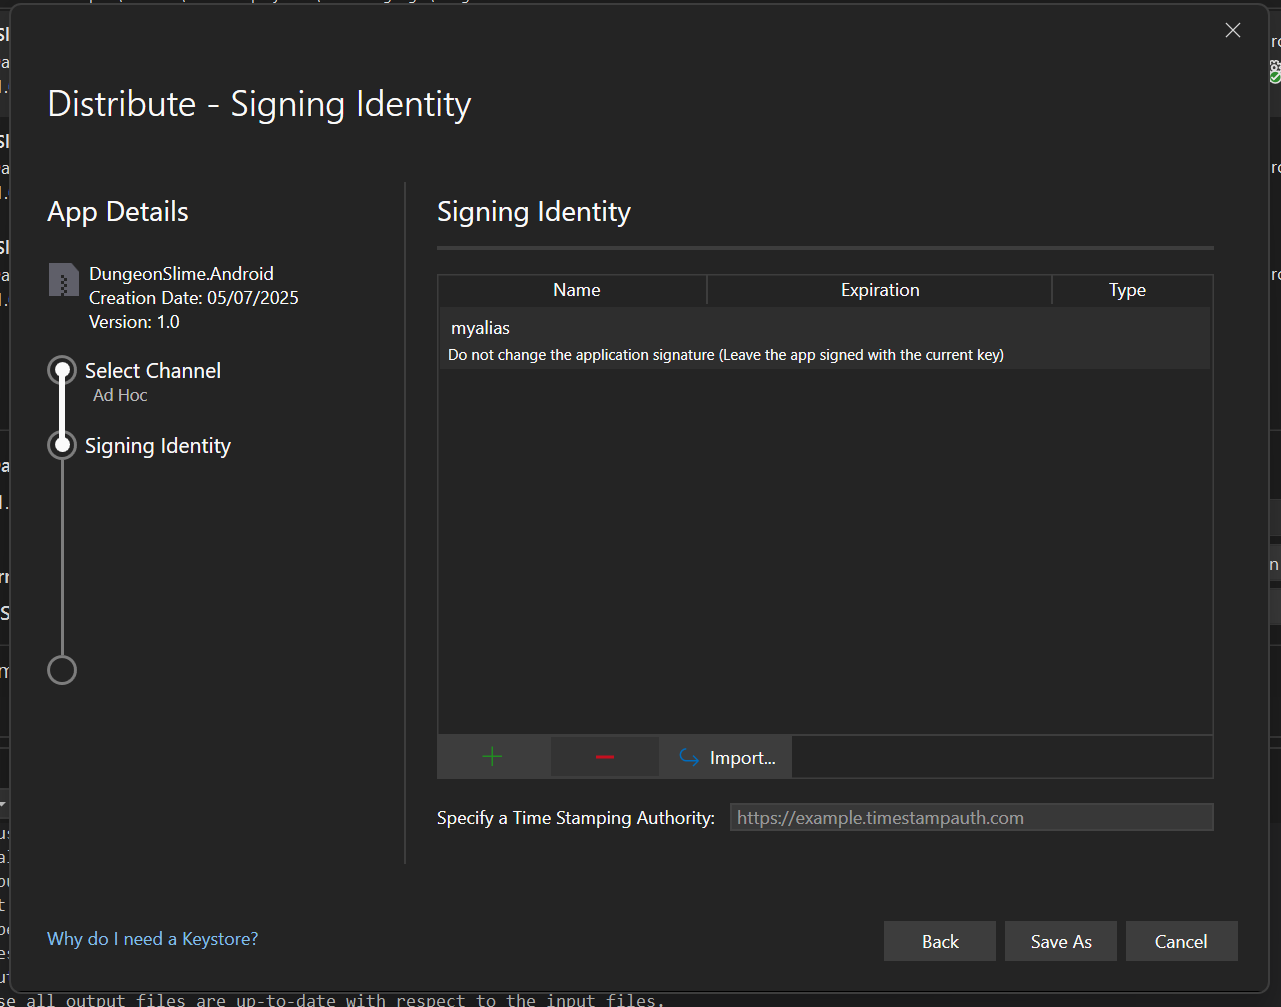 Distribute - Signing Identity
App Details
DungeonSlime.Android
Creation Date: 05/07/2025
Version: 1.0
Select Channel
Ad Hoc
Signing Identity
Signing Identity
Name Expiration Type
myalias
Do not change the application signature (Leave the app signed with the current key)
Import...
Specify a Time Stamping Authority: https://example.timestampauth.com
Why do I need a Keystore?
Back Save As Cancel
all output files are up-to-date with respect to the input files.